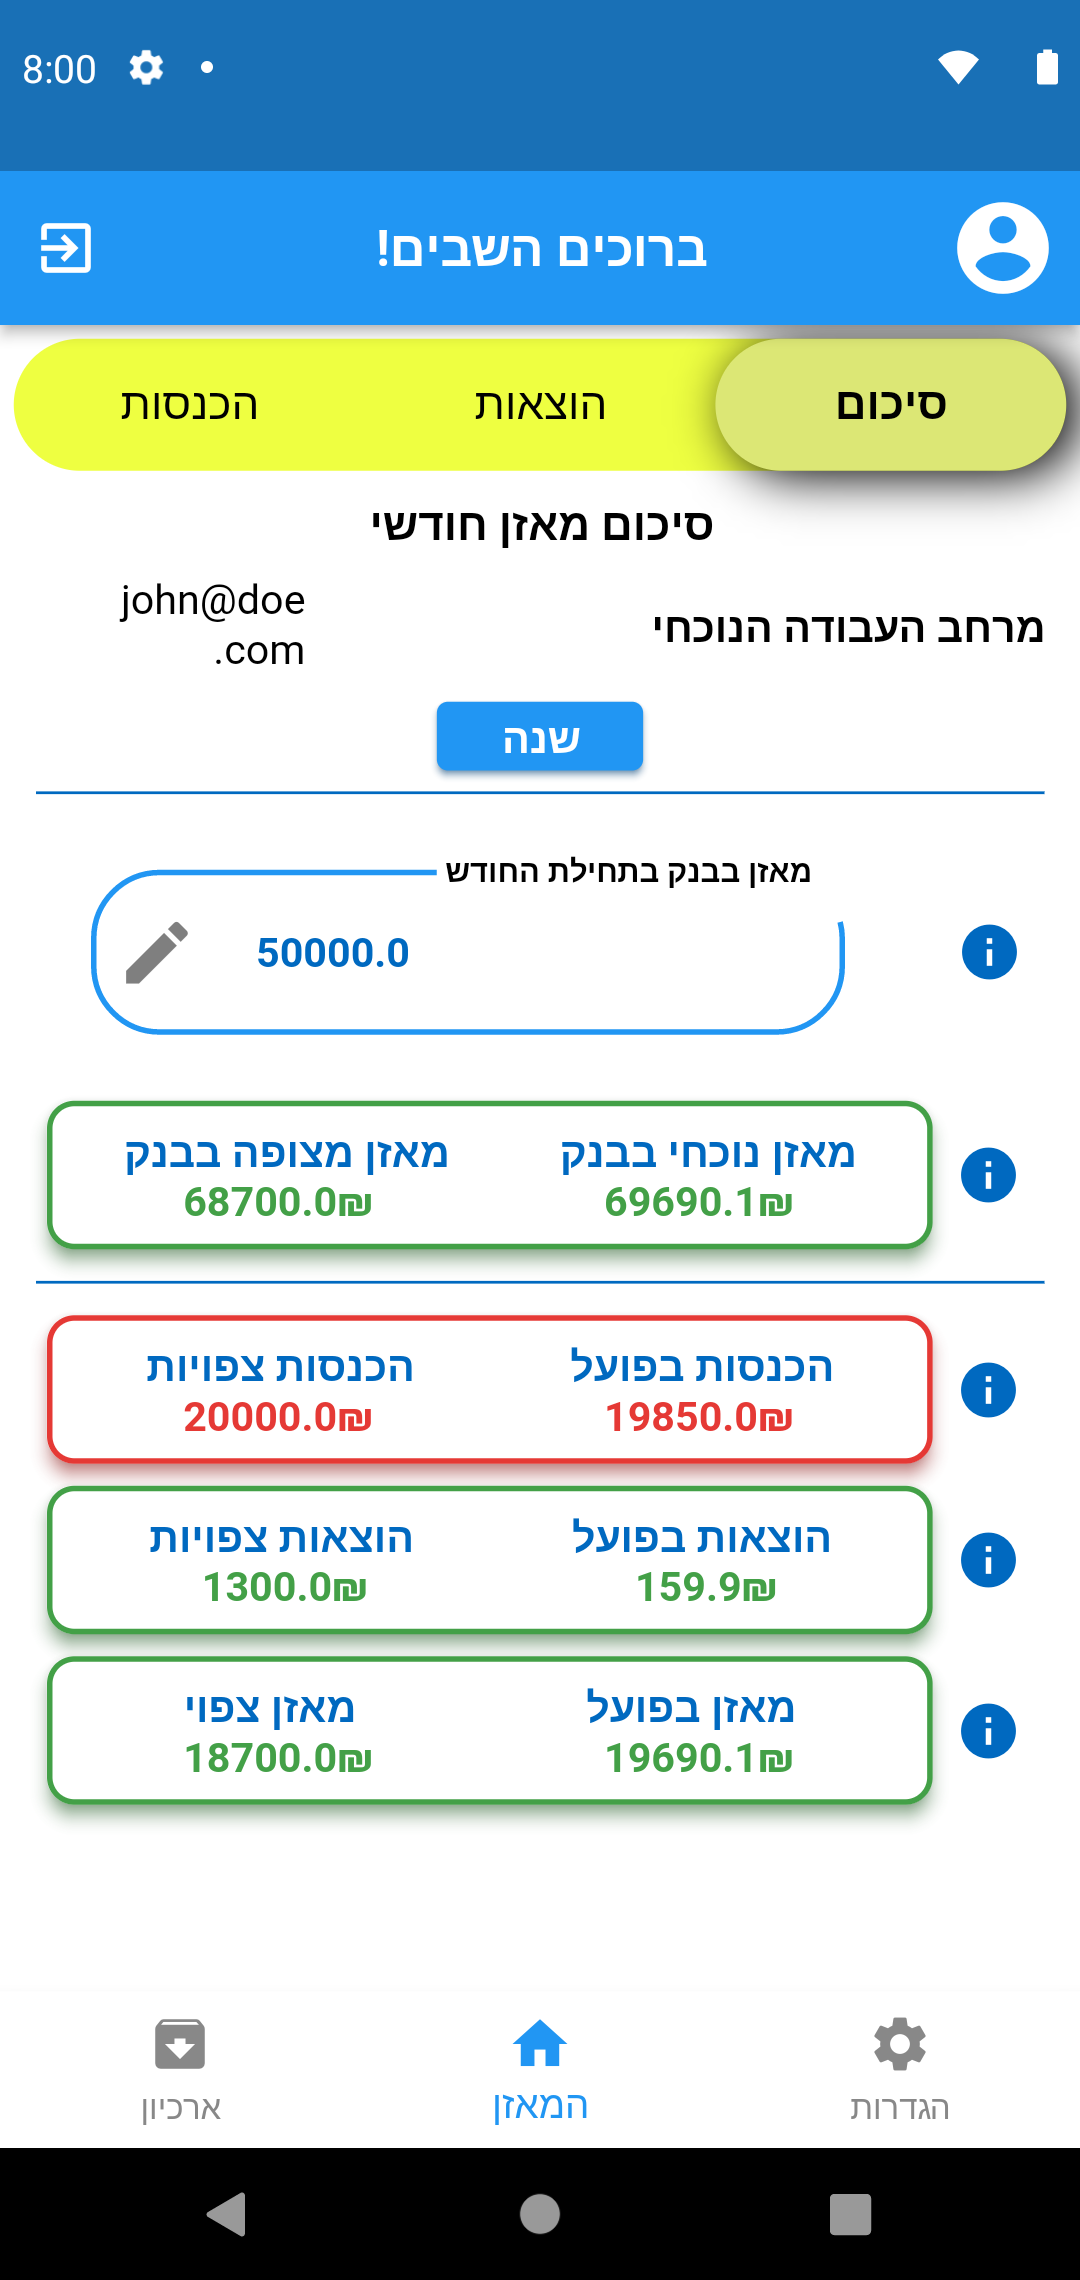 8:00
ברוכים השבים!
סיכום
הוצאות
הכנסות
סיכום מאזן חודשי
מרחב העבודה הנוכחי
john@doe
.com
שנה
מאזן בבנק בתחילת החודש
50000.0
מאזן נוכחי בבנק
69690.1₪
מאזן מצופה בבנק
68700.0₪
הכנסות בפועל
19850.0₪
הכנסות צפויות
20000.0₪
הוצאות בפועל
159.9₪
הוצאות צפויות
1300.0₪
מאזן בפועל
19690.1₪
מאזן צפוי
18700.0₪
הגדרות
המאזן
ארכיון